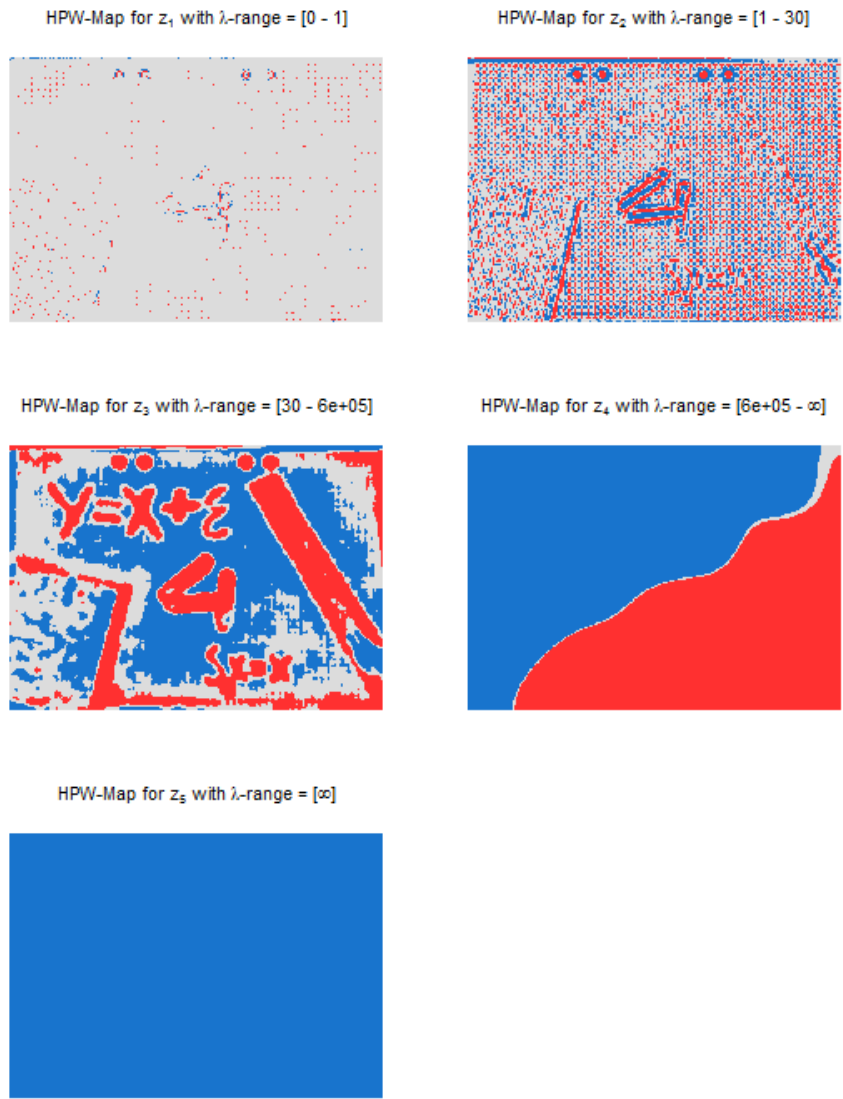 HPW-Map for z₁ with λ-range = [0 - 1]
HPW-Map for z₂ with λ-range = [1 - 30]
HPW-Map for z₃ with λ-range = [30 - 6e+05]
HPW-Map for z₄ with λ-range = [6e+05 - ∞]
y=x+ε
4
HPW-Map for z₅ with λ-range = [∞]